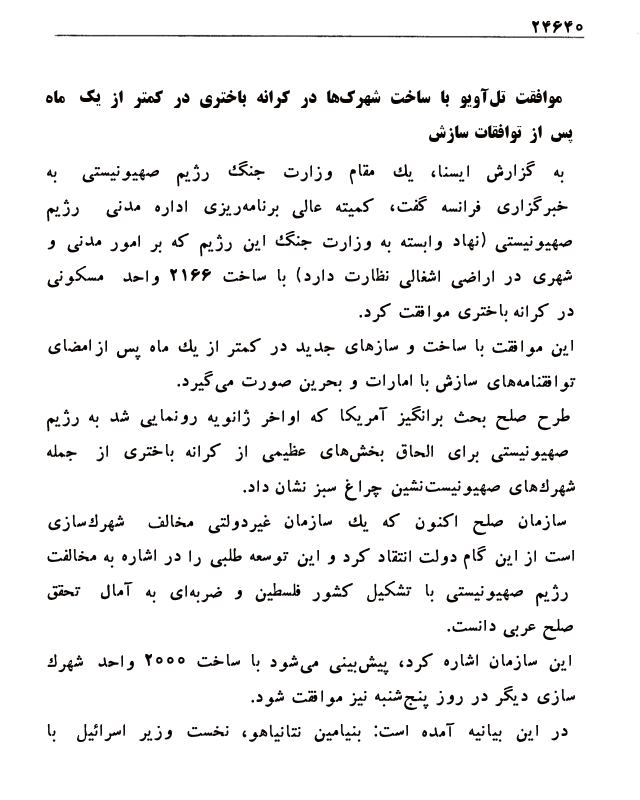 ۲۴۶۴۰
موافقت تل‌آویو با ساخت شهرک‌ها در کرانه باختری در کمتر از یک ماه
پس از توافقات سازش
به گزارش ایسنا، یك مقام وزارت جنگ رژیم صهیونیستی به
خبرگزاری فرانسه گفت، کمیته عالی برنامه‌ریزی اداره مدنی رژیم
صهیونیستی (نهاد وابسته به وزارت جنگ این رژیم که بر امور مدنی و
شهری در اراضی اشغالی نظارت دارد) با ساخت ۲۱۶۶ واحد مسکونی
در کرانه باختری موافقت کرد.
این موافقت با ساخت و سازهای جدید در کمتر از یك ماه پس از امضای
توافقنامه‌های سازش با امارات و بحرین صورت می‌گیرد.
طرح صلح بحث برانگیز آمریکا که اواخر ژانویه رونمایی شد به رژیم
صهیونیستی برای الحاق بخش‌های عظیمی از کرانه باختری از جمله
شهرك‌های صهیونیست‌نشین چراغ سبز نشان داد.
سازمان صلح اکنون که یك سازمان غیردولتی مخالف شهرك‌سازی
است از این گام دولت انتقاد کرد و این توسعه طلبی را در اشاره به مخالفت
رژیم صهیونیستی با تشکیل کشور فلسطین و ضربه‌ای به آمال تحقق
صلح عربی دانست.
این سازمان اشاره کرد، پیش‌بینی می‌شود با ساخت ۲۰۰۰ واحد شهرك
سازی دیگر در روز پنج‌شنبه نیز موافقت شود.
در این بیانیه آمده است: بنیامین نتانیاهو، نخست وزیر اسرائیل با